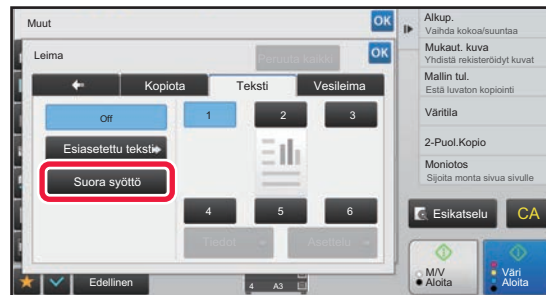 Muut
OK
Leima
Peruuta kaikki
OK
Kopiota
Teksti
Vesileima
Off
Esiasetettu teksti
Suora syöttö
1
2
3
4
5
6
Tiedot
Asettelu
Edellinen
4 A3
Alkup.
Vaihda kokoa/suuntaa
Mukaut. kuva
Yhdistä rekisteröidyt kuvat
Mallin tul.
Estä luvaton kopiointi
Väritila
2-Puol.Kopio
Moniotos
Sijoita monta sivua sivulle
Esikatselu
CA
M/V
Aloita
Väri
Aloita